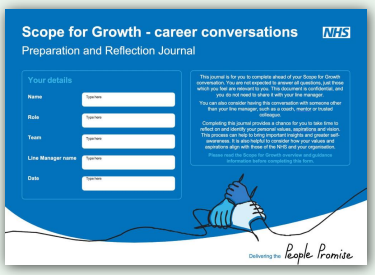 Scope for Growth - career conversations
NHS
Preparation and Reflection Journal
Your details
Name
Type here
Role
Type here
Team
Type here
Line Manager name
Type here
Date
Type here
This journal is for you to complete ahead of your Scope for Growth
conversation. You are not expected to answer all questions, just those
which you feel are relevant to you. This document is confidential, and
you do not need to share it with your line manager.
You can also consider having this conversation with someone other
than your line manager, such as a coach, mentor or trusted
colleague.
Completing this journal provides a chance for you to take time to
reflect on and identify your personal values, aspirations and vision.
This process can help to bring important insights and greater self-
awareness. It is also helpful to consider how your values and
aspirations align with those of the NHS and your organisation.
Please read the Scope for Growth overview and guidance
information before completing this form.
Delivering the People Promise